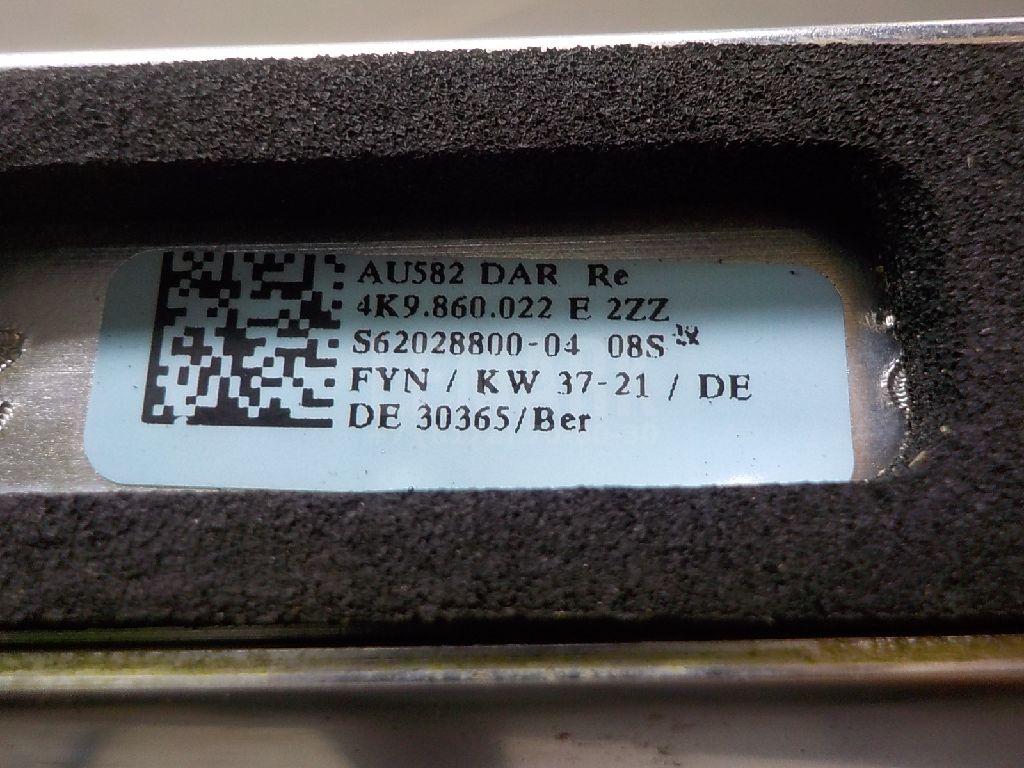 AU582 DAR Re
4K9.860.022 E 2ZZ
S62028800-04 08S
FYN / KW 37-21 / DE
DE 30365/Ber